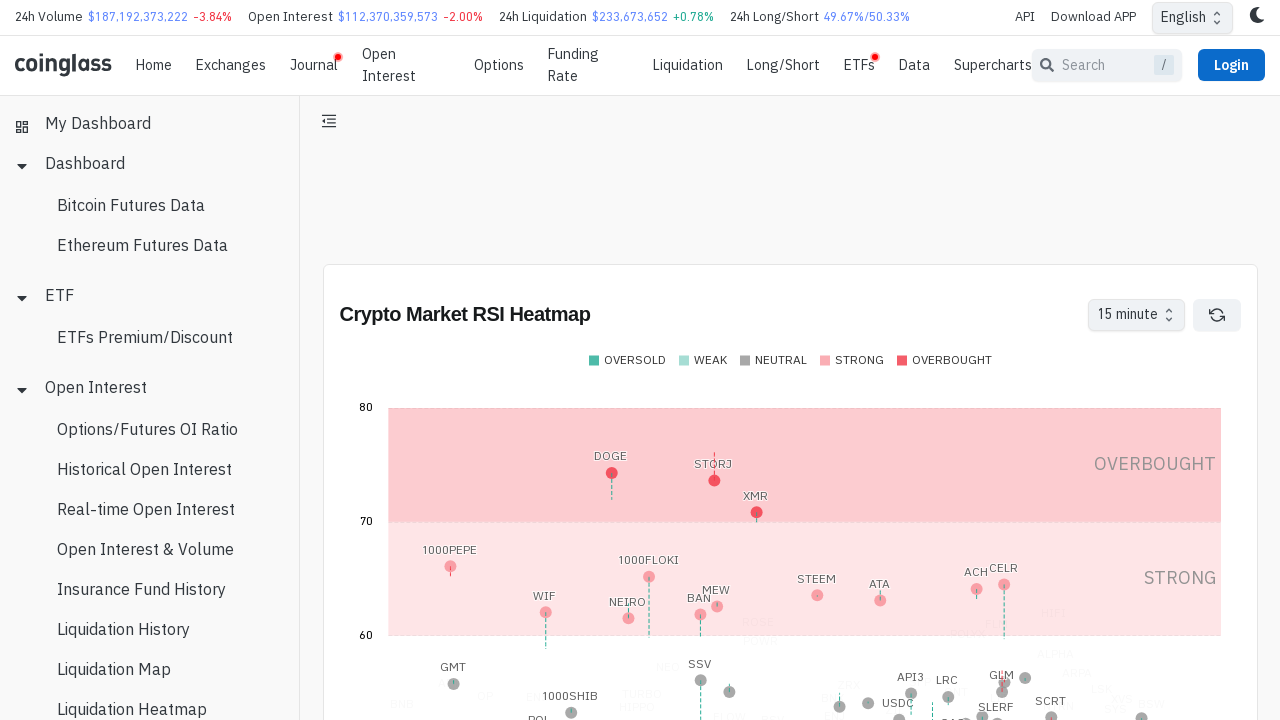 24h Volume $187,192,373,222 -3.84% Open Interest $112,370,359,573 -2.00% 24h Liquidation $233,673,652 +0.78% 24h Long/Short 49.67%/50.33% API Download APP English
coinglass Home Exchanges Journal Open Interest Options Funding Rate Liquidation Long/Short ETFs Data Supercharts Search / Login
My Dashboard
Dashboard
Bitcoin Futures Data
Ethereum Futures Data
ETF
ETFs Premium/Discount
Open Interest
Options/Futures OI Ratio
Historical Open Interest
Real-time Open Interest
Open Interest & Volume
Insurance Fund History
Liquidation History
Liquidation Map
Liquidation Heatmap
Crypto Market RSI Heatmap 15 minute
OVERSOLD WEAK NEUTRAL STRONG OVERBOUGHT
80
DOGE STORJ OVERBOUGHT
XMR
70
1000PEPE 1000FLOKI STEEM ATA ACH CELR STRONG
WIF NEIRO BAN MEW
60
GMT SSV API3 LRC GLM
1000SHIB USDC SLERF SCRT